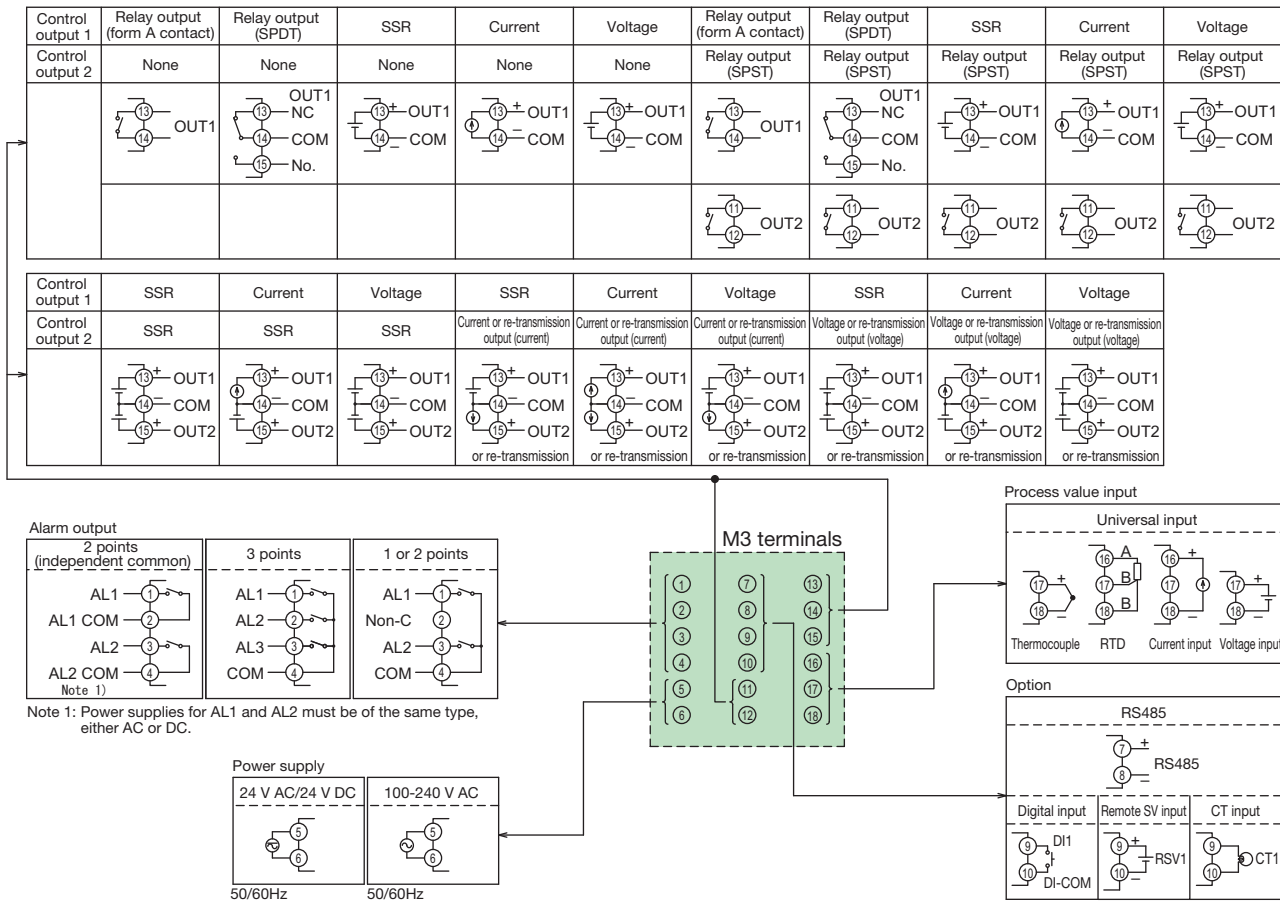 Control output 1 Relay output (form A contact) Relay output (SPDT) SSR Current Voltage Relay output (form A contact) Relay output (SPDT) SSR Current Voltage
Control output 2 None None None None None Relay output (SPST) Relay output (SPST) Relay output (SPST) Relay output (SPST) Relay output (SPST)
OUT1 OUT1
13 13 NC 13 + OUT1 13 + OUT1 13 + OUT1 13 13 NC 13 + OUT1 13 + OUT1 13 + OUT1
OUT1 OUT1
14 14 COM 14 − COM 14 − COM 14 − COM 14 14 COM 14 − COM 14 − COM 14 − COM
15 No. 15 No.
11 11 11 11 11
OUT2 OUT2 OUT2 OUT2 OUT2
12 12 12 12 12
Control output 1 SSR Current Voltage SSR Current Voltage SSR Current Voltage
Control output 2 SSR SSR SSR Current or re-transmission output (current) Current or re-transmission output (current) Current or re-transmission output (current) Voltage or re-transmission output (voltage) Voltage or re-transmission output (voltage) Voltage or re-transmission output (voltage)
13 + OUT1 13 + OUT1 13 + OUT1 13 + OUT1 13 + OUT1 13 + OUT1 13 + OUT1 13 + OUT1 13 + OUT1
14 − COM 14 − COM 14 − COM 14 − COM 14 − COM 14 − COM 14 − COM 14 − COM 14 − COM
15 + OUT2 15 + OUT2 15 + OUT2 15 + OUT2 15 + OUT2 15 + OUT2 15 + OUT2 15 + OUT2 15 + OUT2
or re-transmission or re-transmission or re-transmission or re-transmission or re-transmission or re-transmission
Alarm output
2 points (independent common) 3 points 1 or 2 points
AL1 1 AL1 1 AL1 1
AL1 COM 2 AL2 2 Non-C 2
AL2 3 AL3 3 AL2 3
AL2 COM 4 COM 4 COM 4
Note 1)
Note 1: Power supplies for AL1 and AL2 must be of the same type,
either AC or DC.
Power supply
24 V AC/24 V DC 100-240 V AC
5 5
6 6
50/60Hz 50/60Hz
M3 terminals
1 7 13
2 8 14
3 9 15
4 10 16
5 11 17
6 12 18
Process value input
Universal input
16 A 16 +
17 + 17 B 17 17 +
18 − 18 B 18 − 18 −
Thermocouple RTD Current input Voltage input
Option
RS485
7 +
RS485
8 −
Digital input Remote SV input CT input
9 DI1 9 + 9
RSV1 CT1
10 DI-COM 10 − 10